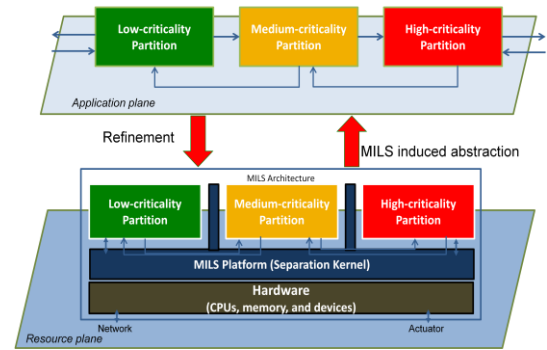 Low-criticality
Partition
Medium-criticality
Partition
High-criticality
Partition
Application plane
Refinement
MILS induced abstraction
MILS Architecture
Low-criticality
Partition
Medium-criticality
Partition
High-criticality
Partition
MILS Platform (Separation Kernel)
Hardware
(CPUs, memory, and devices)
Network
Actuator
Resource plane